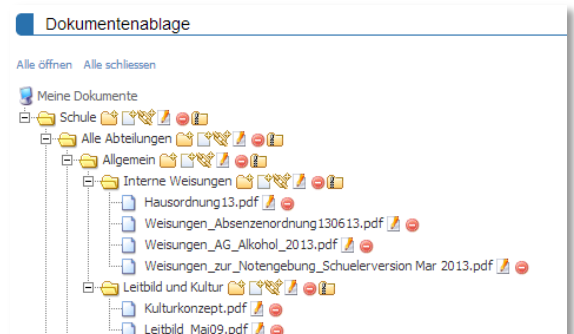 Dokumentenablage
Alle öffnen Alle schliessen
Meine Dokumente
Schule
Alle Abteilungen
Allgemein
Interne Weisungen
Hausordnung13.pdf
Weisungen_Absenzenordnung130613.pdf
Weisungen_AG_Alkohol_2013.pdf
Weisungen_zur_Notengebung_Schuelerversion Mar 2013.pdf
Leitbild und Kultur
Kulturkonzept.pdf
Leitbild_Mai09.pdf